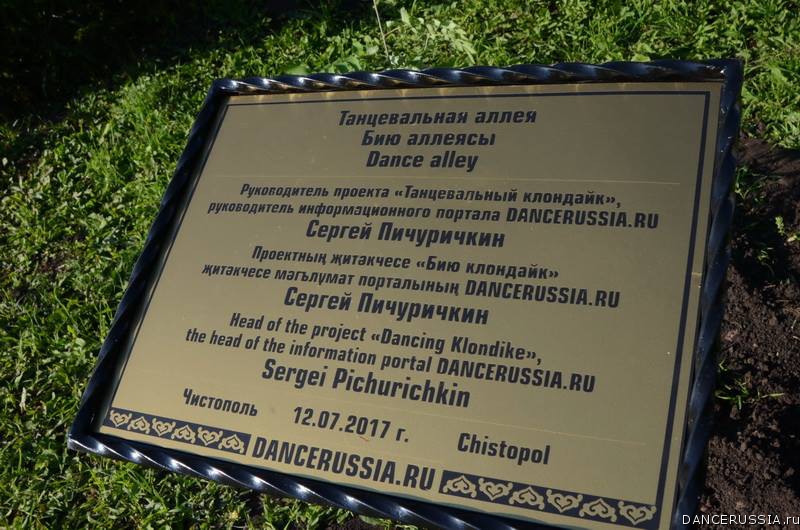 Танцевальная аллея
Бию аллеясы
Dance alley
Руководитель проекта «Танцевальный клондайк»,
руководитель информационного портала DANCERUSSIA.RU
Сергей Пичуричкин
Проектның җитәкчесе «Бию клондайк»
җитәкчесе мәгълүмат порталының DANCERUSSIA.RU
Сергей Пичуричкин
Head of the project «Dancing Klondike»,
the head of the information portal DANCERUSSIA.RU
Sergei Pichurichkin
Чистополь 12.07.2017 г. Chistopol
DANCERUSSIA.RU
DANCERUSSIA.ru